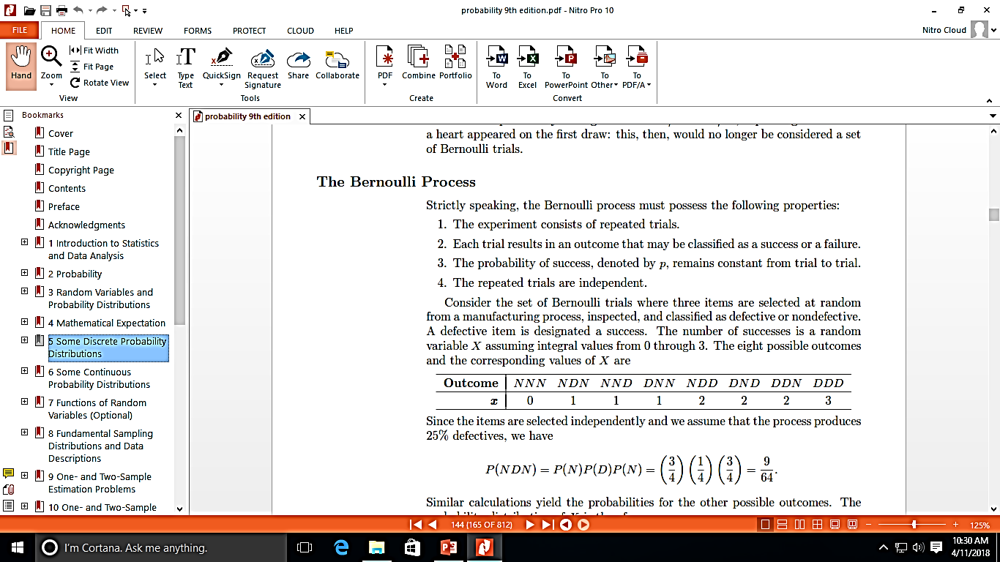 probability 9th edition.pdf - Nitro Pro 10
FILE HOME EDIT REVIEW FORMS PROTECT CLOUD HELP
Nitro Cloud
Hand
Zoom
Fit Width
Fit Page
Rotate View
View
Select
Type Text
QuickSign
Request Signature
Share
Collaborate
Tools
PDF
Combine
Portfolio
Create
To Word
To Excel
To PowerPoint
To Other
To PDF/A
Convert
Bookmarks
Cover
Title Page
Copyright Page
Contents
Preface
Acknowledgments
1 Introduction to Statistics
and Data Analysis
2 Probability
3 Random Variables and
Probability Distributions
4 Mathematical Expectation
5 Some Discrete Probability
Distributions
6 Some Continuous
Probability Distributions
7 Functions of Random
Variables (Optional)
8 Fundamental Sampling
Distributions and Data
Descriptions
9 One- and Two-Sample
Estimation Problems
10 One- and Two-Sample
probability 9th edition
a heart appeared on the first draw: this, then, would no longer be considered a set
of Bernoulli trials.
The Bernoulli Process
Strictly speaking, the Bernoulli process must possess the following properties:
1. The experiment consists of repeated trials.
2. Each trial results in an outcome that may be classified as a success or a failure.
3. The probability of success, denoted by p, remains constant from trial to trial.
4. The repeated trials are independent.
Consider the set of Bernoulli trials where three items are selected at random
from a manufacturing process, inspected, and classified as defective or nondefective.
A defective item is designated a success. The number of successes is a random
variable X assuming integral values from 0 through 3. The eight possible outcomes
and the corresponding values of X are
Outcome NNN NDN NND DNN NDD DND DDN DDD
x 0 1 1 1 2 2 2 3
Since the items are selected independently and we assume that the process produces
25% defectives, we have
P(NDN) = P(N)P(D)P(N) = (3/4) (1/4) (3/4) = 9/64.
Similar calculations yield the probabilities for the other possible outcomes. The
144 (165 OF 812)
125%
I'm Cortana. Ask me anything.
10:30 AM
4/11/2018